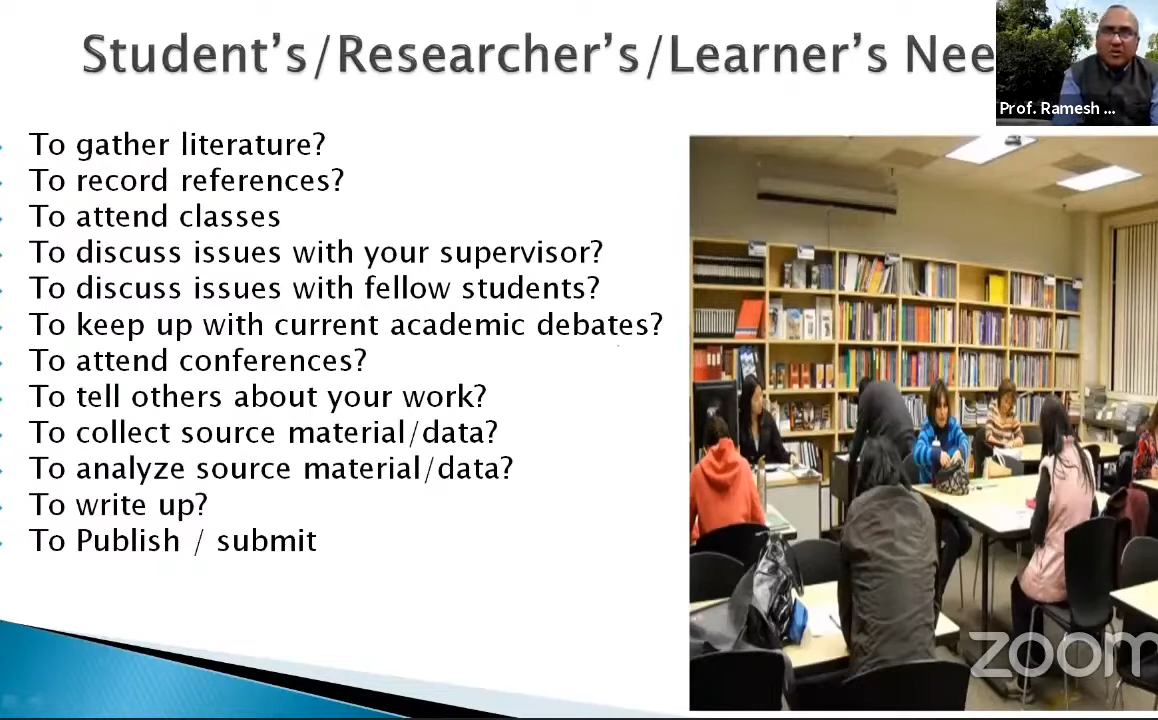 Student's/Researcher's/Learner's Nee
Prof. Ramesh ...
To gather literature?
To record references?
To attend classes
To discuss issues with your supervisor?
To discuss issues with fellow students?
To keep up with current academic debates?
To attend conferences?
To tell others about your work?
To collect source material/data?
To analyze source material/data?
To write up?
To Publish / submit
zoom